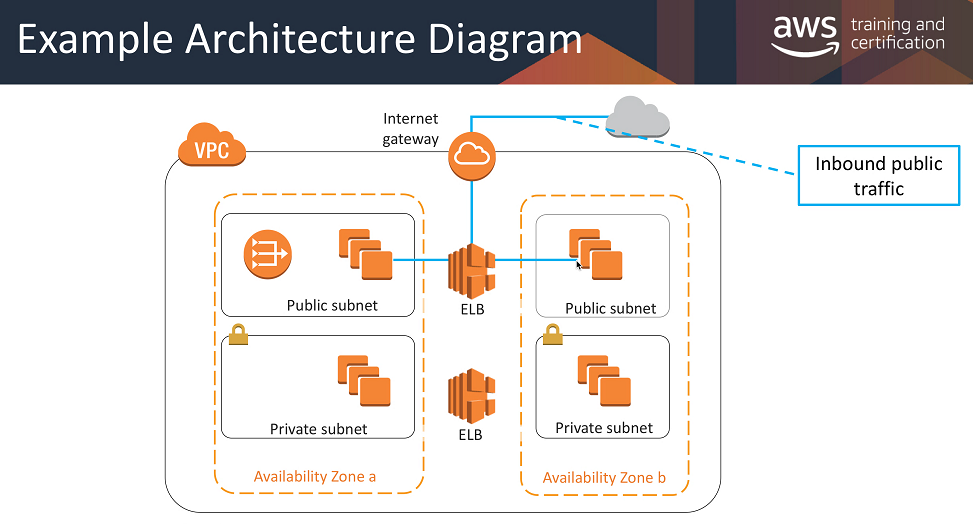 Example Architecture Diagram
aws
training and
certification
Internet
gateway
VPC
Inbound public
traffic
Public subnet
ELB
Public subnet
Private subnet
ELB
Private subnet
Availability Zone a
Availability Zone b